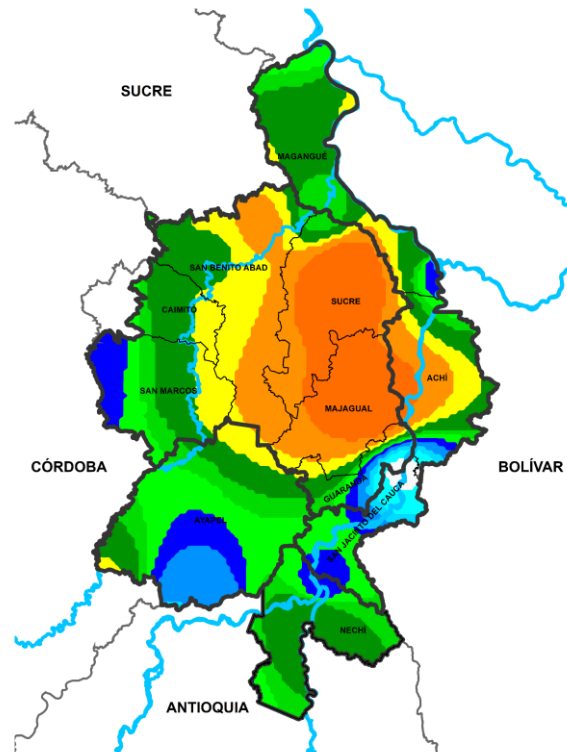 SUCRE
MAGANGUÉ
SAN BENITO ABAD
CAIMITO
SUCRE
SAN MARCOS
ACHÍ
MAJAGUAL
CÓRDOBA
BOLÍVAR
GUARANDA
SAN JACISTO DEL CAUCA
AYAPEL
NECHÍ
ANTIOQUIA